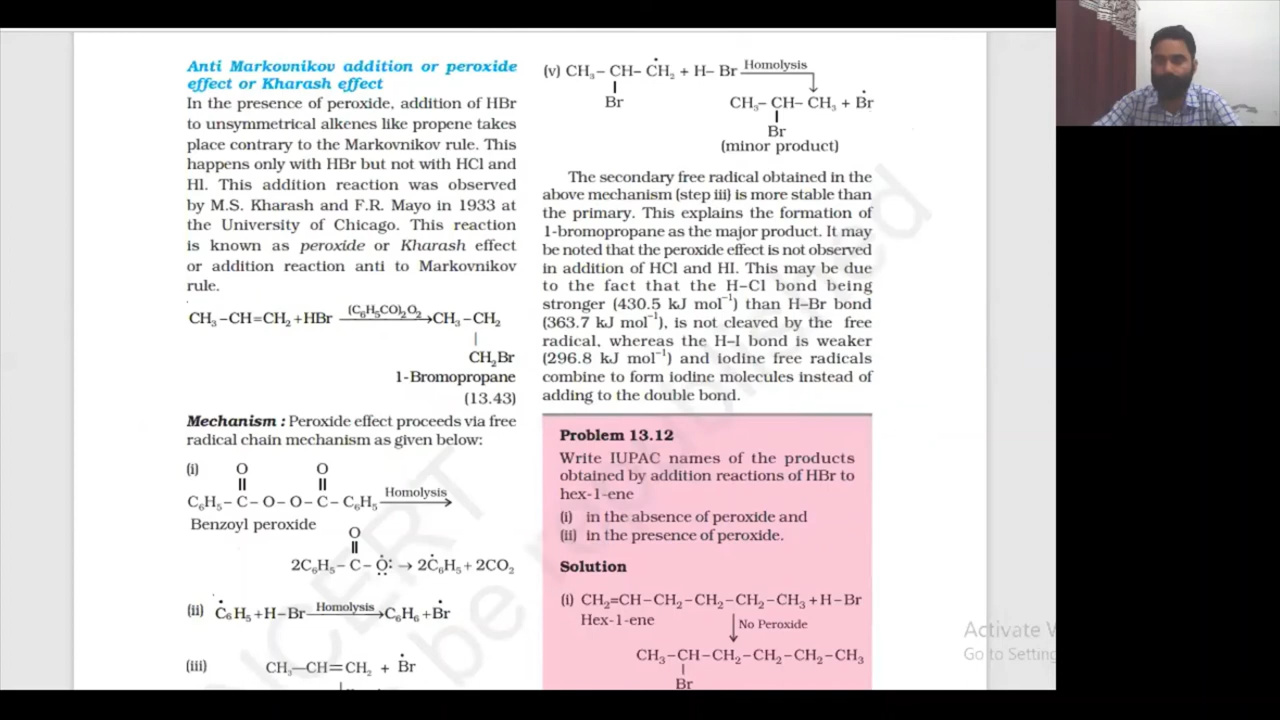 Anti Markovnikov addition or peroxide
effect or Kharash effect
In the presence of peroxide, addition of HBr
to unsymmetrical alkenes like propene takes
place contrary to the Markovnikov rule. This
happens only with HBr but not with HCl and
Hl. This addition reaction was observed
by M.S. Kharash and F.R. Mayo in 1933 at
the University of Chicago. This reaction
is known as peroxide or Kharash effect
or addition reaction anti to Markovnikov
rule.
CH₃ –CH=CH₂ +HBr (C₆H₅CO)₂O₂ → CH₃ –CH₂
|
CH₂Br
1-Bromopropane
(13.43)
Mechanism : Peroxide effect proceeds via free
radical chain mechanism as given below:
(i) O O
|| ||
C₆H₅– C– O– O– C– C₆H₅ Homolysis →
Benzoyl peroxide
O
||
2C₆H₅– C– Ȯ: → 2Ċ₆H₅ + 2CO₂
(ii) Ċ₆H₅ + H–Br Homolysis → C₆H₆ + Ḃr
(iii) CH₃—CH=CH₂ + Ḃr
(v) CH₃– CH– ĊH₂ + H– Br Homolysis
|
Br
CH₃– CH– CH₃ + Ḃr
|
Br
(minor product)
The secondary free radical obtained in the
above mechanism (step iii) is more stable than
the primary. This explains the formation of
1-bromopropane as the major product. It may
be noted that the peroxide effect is not observed
in addition of HCl and HI. This may be due
to the fact that the H–Cl bond being
stronger (430.5 kJ mol⁻¹) than H–Br bond
(363.7 kJ mol⁻¹), is not cleaved by the free
radical, whereas the H–I bond is weaker
(296.8 kJ mol⁻¹) and iodine free radicals
combine to form iodine molecules instead of
adding to the double bond.
Problem 13.12
Write IUPAC names of the products
obtained by addition reactions of HBr to
hex-1-ene
(i) in the absence of peroxide and
(ii) in the presence of peroxide.
Solution
(i) CH₂=CH–CH₂–CH₂–CH₂–CH₃ + H–Br
Hex-1-ene
No Peroxide
CH₃–CH–CH₂–CH₂–CH₂–CH₃
|
Br
Activate W
Go to Setting